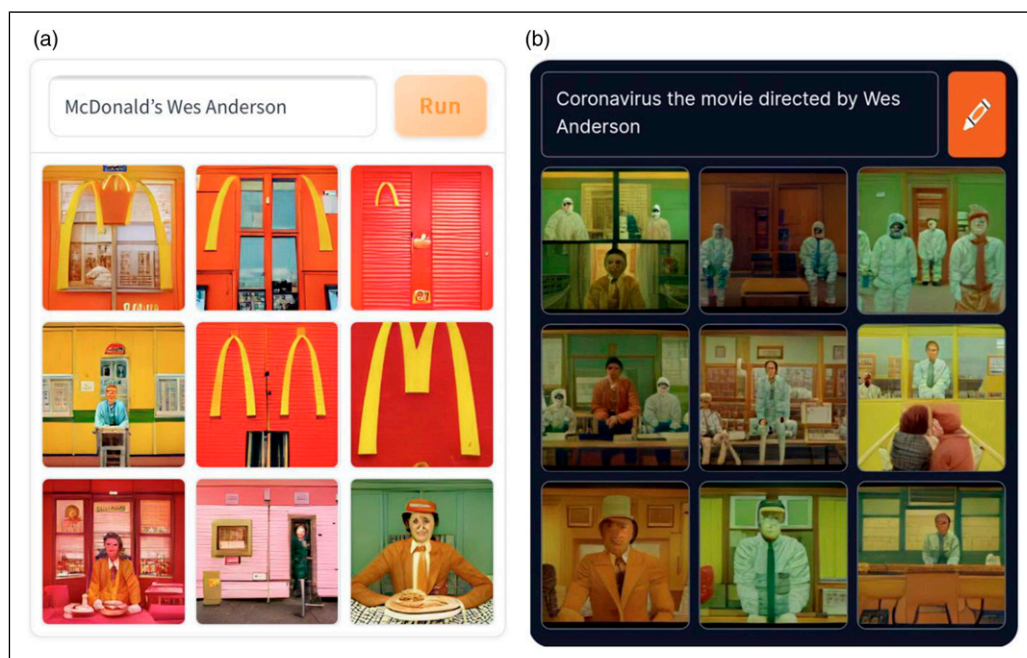 (a)
McDonald's Wes Anderson
Run
(b)
Coronavirus the movie directed by Wes
Anderson